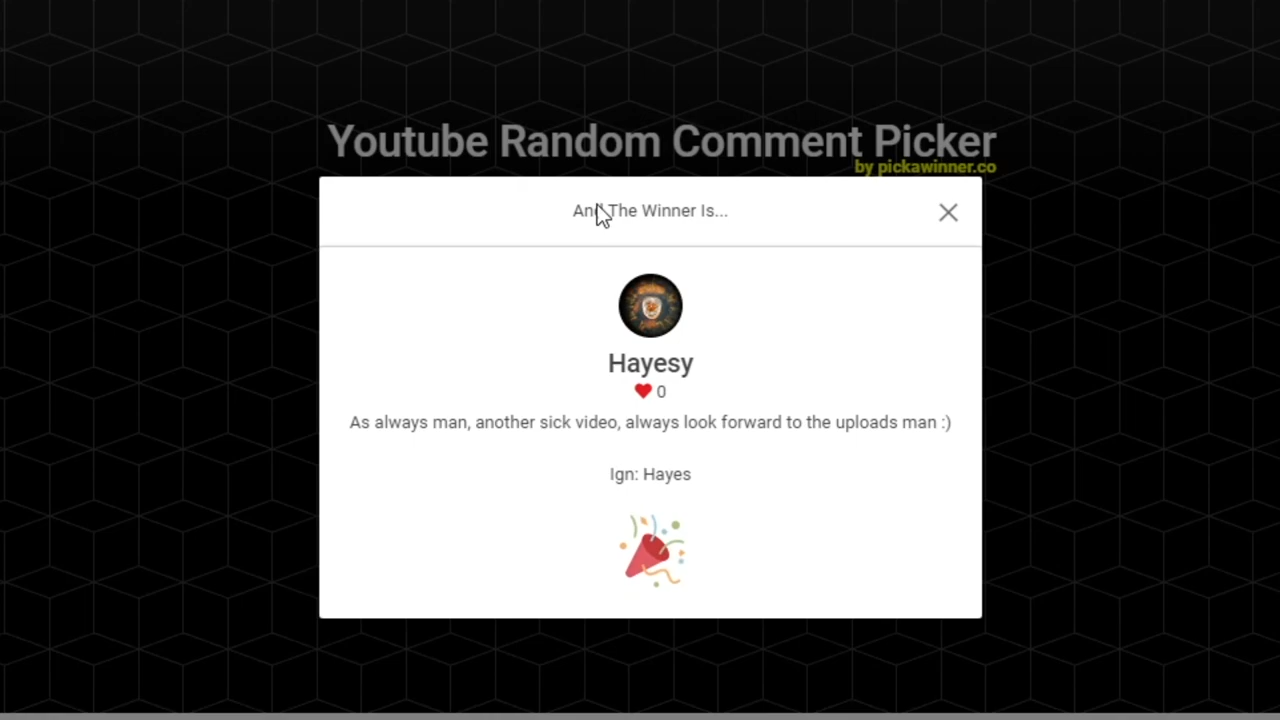 Youtube Random Comment Picker
by pickawinner.co
And The Winner Is...
Hayesy
0
As always man, another sick video, always look forward to the uploads man :)
Ign: Hayes